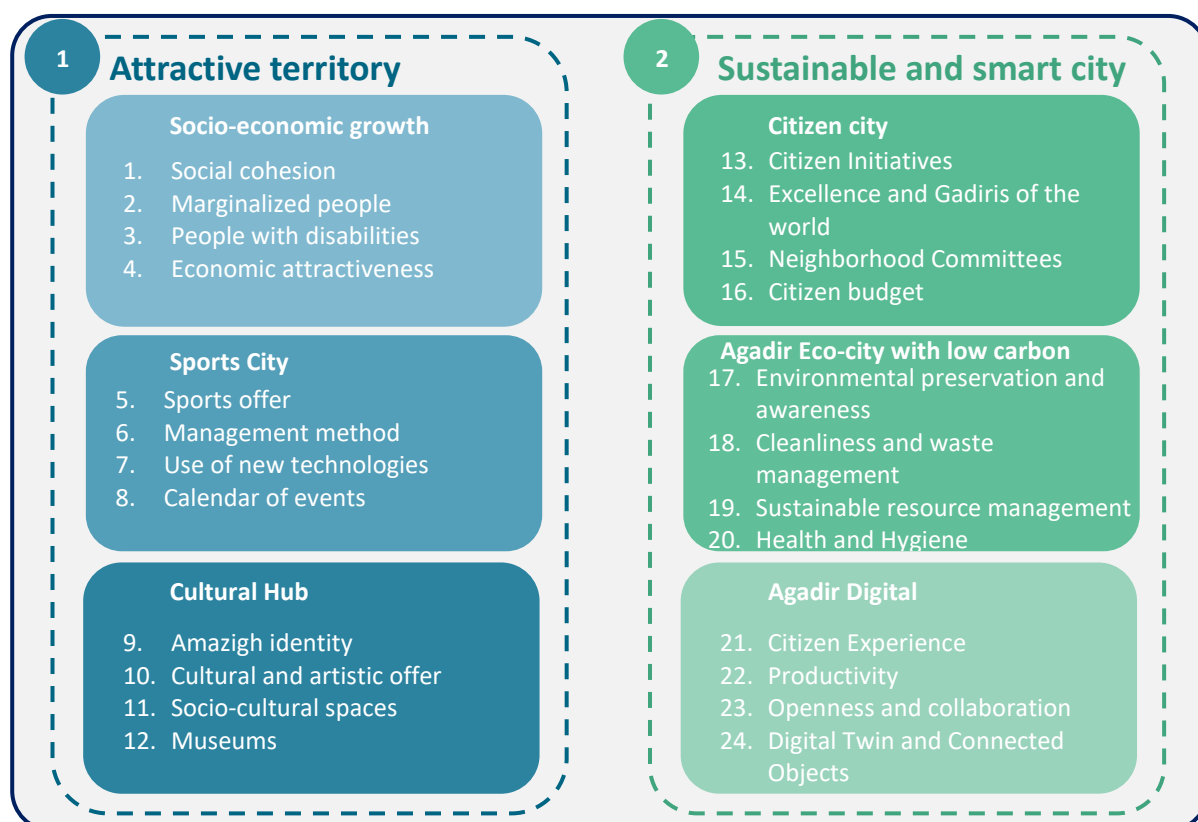 1
Attractive territory
Socio-economic growth
1. Social cohesion
2. Marginalized people
3. People with disabilities
4. Economic attractiveness
Sports City
5. Sports offer
6. Management method
7. Use of new technologies
8. Calendar of events
Cultural Hub
9. Amazigh identity
10. Cultural and artistic offer
11. Socio-cultural spaces
12. Museums
2
Sustainable and smart city
Citizen city
13. Citizen Initiatives
14. Excellence and Gadiris of the
world
15. Neighborhood Committees
16. Citizen budget
Agadir Eco-city with low carbon
17. Environmental preservation and
awareness
18. Cleanliness and waste
management
19. Sustainable resource management
20. Health and Hygiene
Agadir Digital
21. Citizen Experience
22. Productivity
23. Openness and collaboration
24. Digital Twin and Connected
Objects